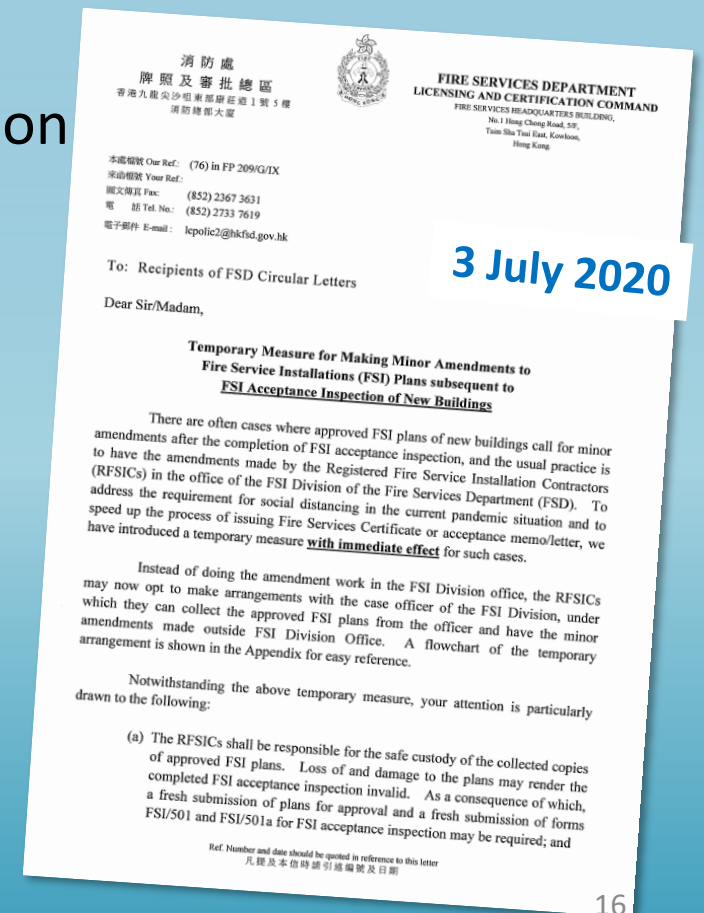 on
消防處
牌照及審批總區
香港九龍尖沙咀東部康莊道1號5樓
消防總部大廈
HONG KONG
FIRE SERVICES DEPARTMENT
LICENSING AND CERTIFICATION COMMAND
FIRE SERVICES HEADQUARTERS BUILDING,
No.1 Hong Chong Road, 5/F,
Tsim Sha Tsui East, Kowloon,
Hong Kong.
本處檔號 Our Ref.: (76) in FP 209/G/IX
來函檔號 Your Ref.:
圖文傳真 Fax: (852) 2367 3631
電 話 Tel. No.: (852) 2733 7619
電子郵件 E-mail : lcpolic2@hkfsd.gov.hk
3 July 2020
To: Recipients of FSD Circular Letters
Dear Sir/Madam,
Temporary Measure for Making Minor Amendments to
Fire Service Installations (FSI) Plans subsequent to
FSI Acceptance Inspection of New Buildings
There are often cases where approved FSI plans of new buildings call for minor
amendments after the completion of FSI acceptance inspection, and the usual practice is
to have the amendments made by the Registered Fire Service Installation Contractors
(RFSICs) in the office of the FSI Division of the Fire Services Department (FSD). To
address the requirement for social distancing in the current pandemic situation and to
speed up the process of issuing Fire Services Certificate or acceptance memo/letter, we
have introduced a temporary measure with immediate effect for such cases.
Instead of doing the amendment work in the FSI Division office, the RFSICs
may now opt to make arrangements with the case officer of the FSI Division, under
which they can collect the approved FSI plans from the officer and have the minor
amendments made outside FSI Division Office. A flowchart of the temporary
arrangement is shown in the Appendix for easy reference.
Notwithstanding the above temporary measure, your attention is particularly
drawn to the following:
(a) The RFSICs shall be responsible for the safe custody of the collected copies
of approved FSI plans. Loss of and damage to the plans may render the
completed FSI acceptance inspection invalid. As a consequence of which,
a fresh submission of plans for approval and a fresh submission of forms
FSI/501 and FSI/501a for FSI acceptance inspection may be required; and
Ref. Number and date should be quoted in reference to this letter
凡提及本信時請引述編號及日期
16